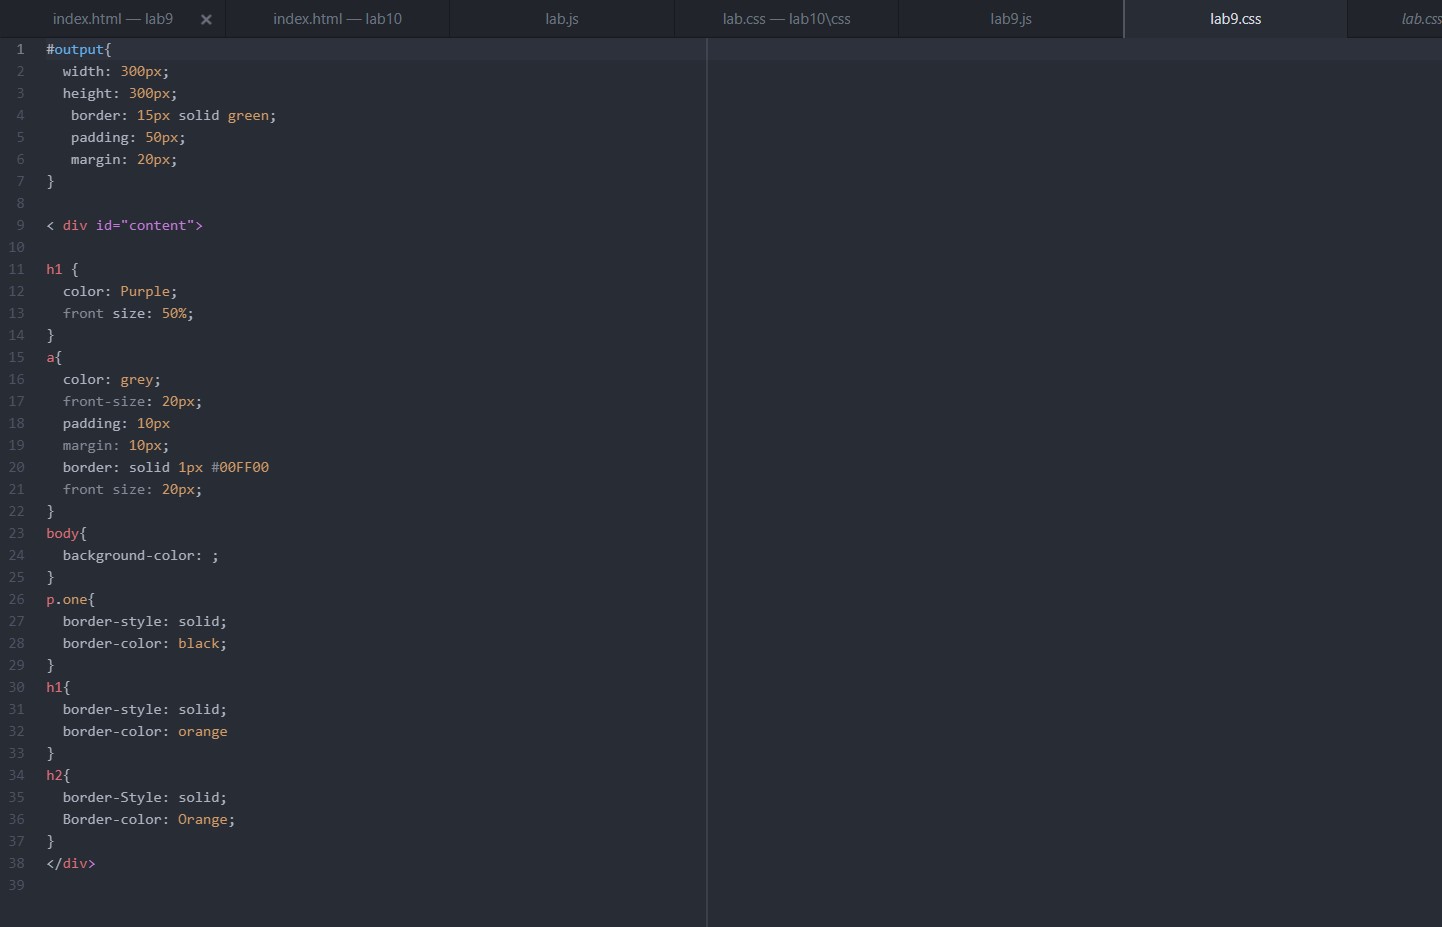 index.html — lab9 ×
index.html — lab10
lab.js
lab.css — lab10\css
lab9.js
lab9.css
lab.css
1 #output{
2 width: 300px;
3 height: 300px;
4 border: 15px solid green;
5 padding: 50px;
6 margin: 20px;
7 }
8
9 < div id="content">
10
11 h1 {
12 color: Purple;
13 front size: 50%;
14 }
15 a{
16 color: grey;
17 front-size: 20px;
18 padding: 10px
19 margin: 10px;
20 border: solid 1px #00FF00
21 front size: 20px;
22 }
23 body{
24 background-color: ;
25 }
26 p.one{
27 border-style: solid;
28 border-color: black;
29 }
30 h1{
31 border-style: solid;
32 border-color: orange
33 }
34 h2{
35 border-Style: solid;
36 Border-color: Orange;
37 }
38 </div>
39